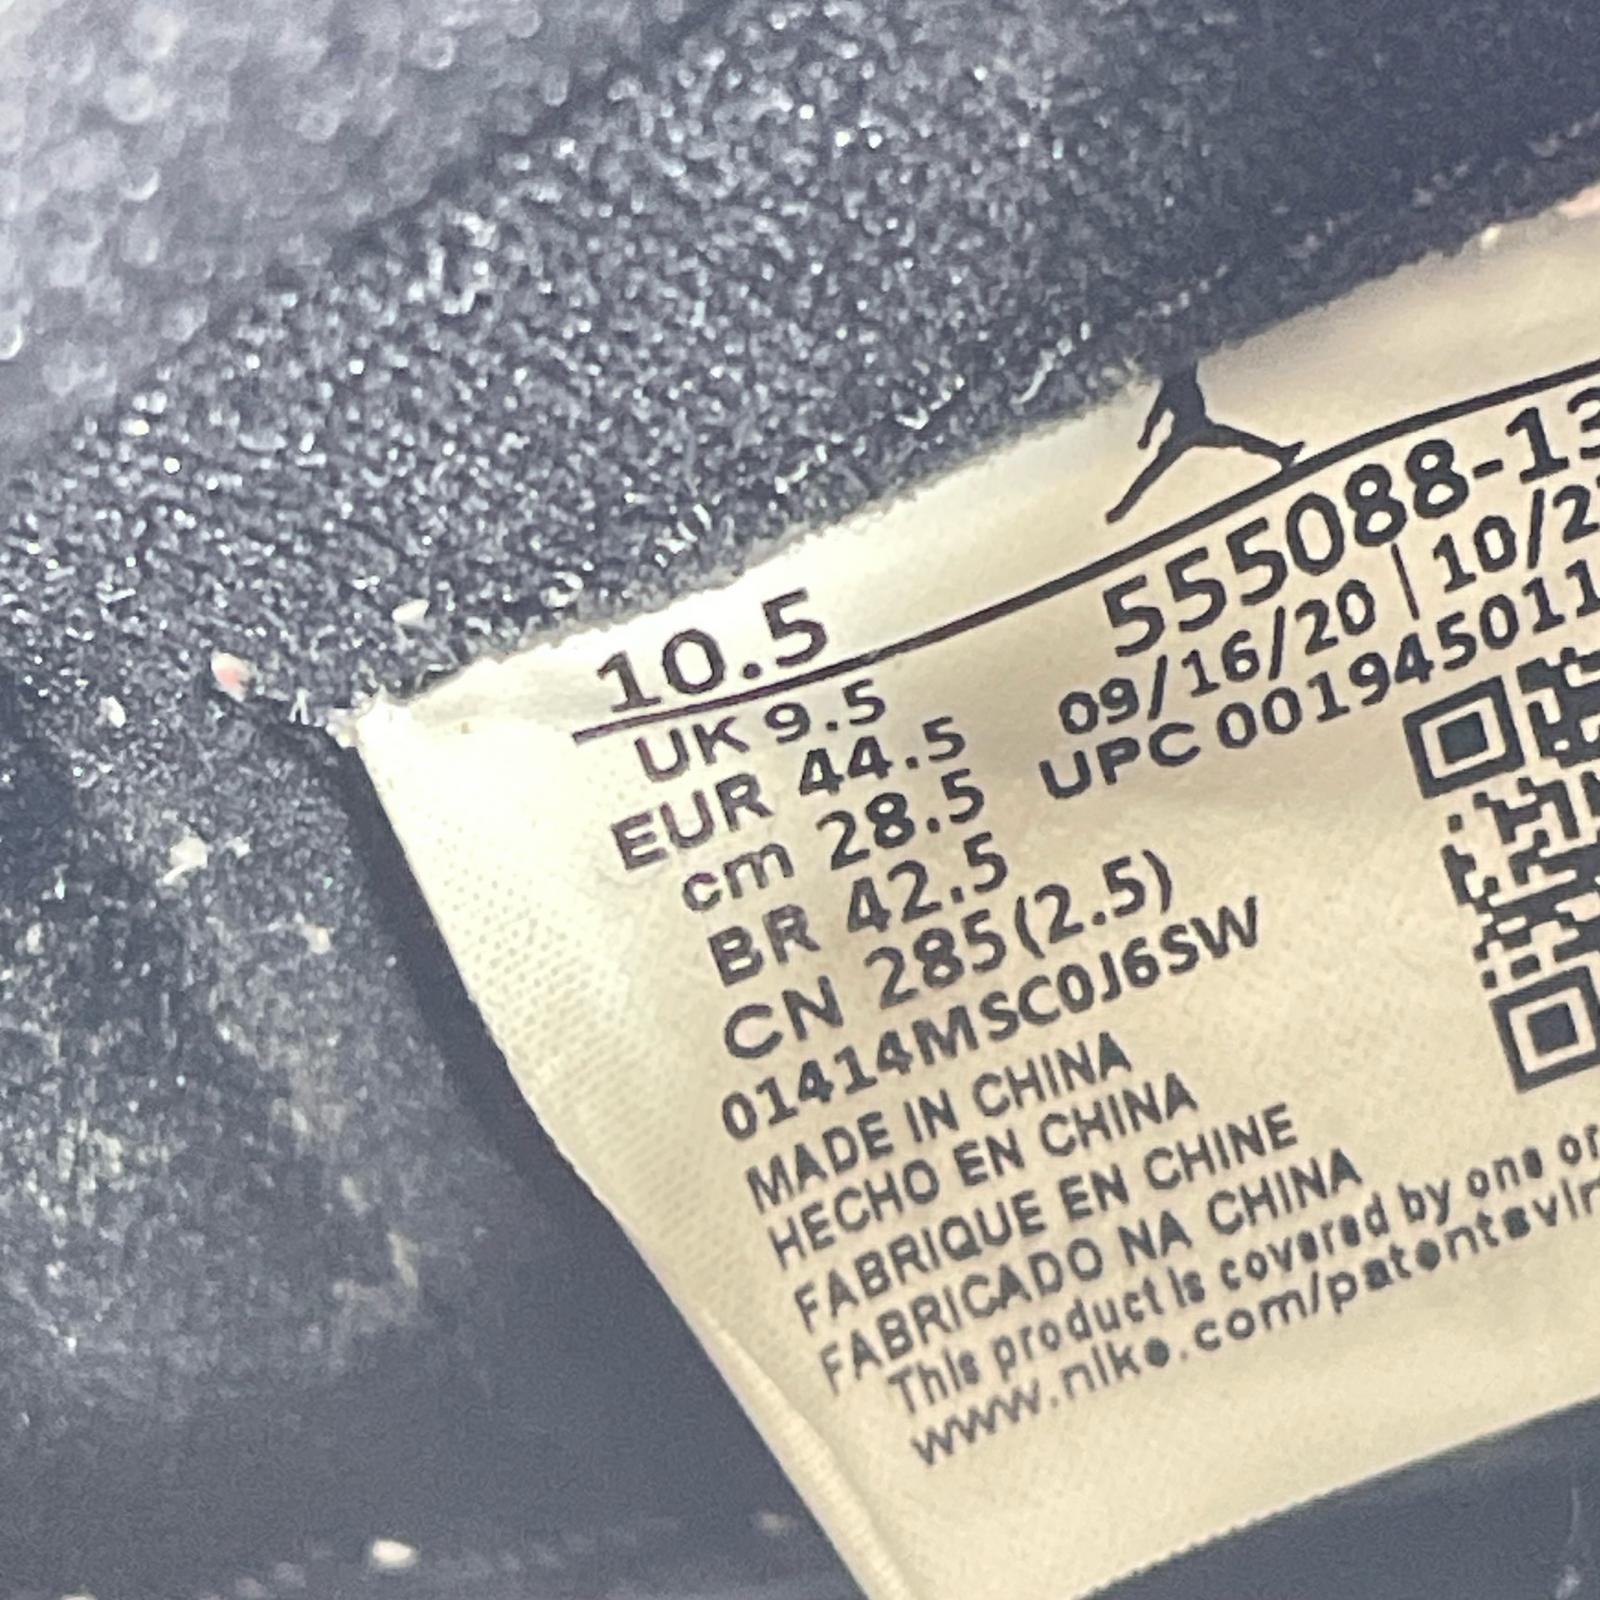 10.5
555088-13
UK 9.5
09/16/20 | 10/2
EUR 44.5
UPC 001945011
cm 28.5
BR 42.5
CN 285(2.5)
01414MSC0J6SW
MADE IN CHINA
HECHO EN CHINA
FABRIQUE EN CHINE
FABRICADO NA CHINA
This product is covered by one or
www.nike.com/patents